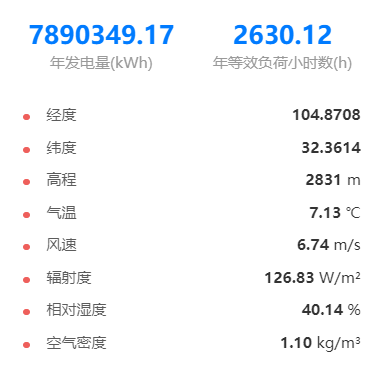 7890349.17 2630.12
年发电量(kWh) 年等效负荷小时数(h)
经度 104.8708
纬度 32.3614
高程 2831 m
气温 7.13 ℃
风速 6.74 m/s
辐射度 126.83 W/m²
相对湿度 40.14 %
空气密度 1.10 kg/m³